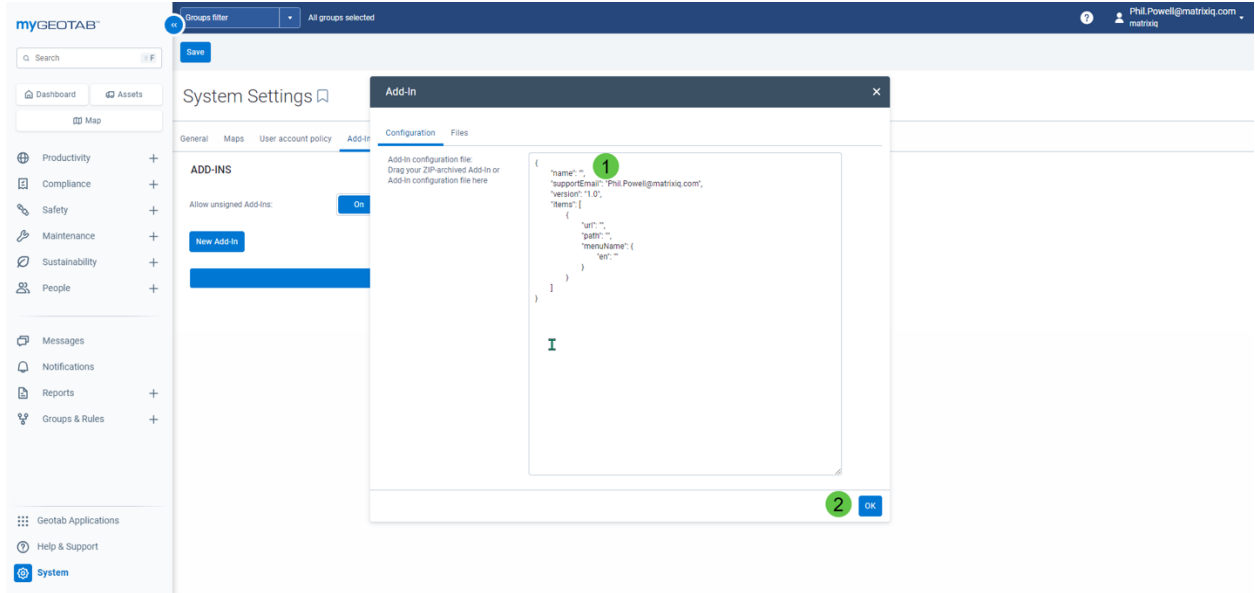 myGEOTAB™
Search
F
Dashboard
Assets
Map
Productivity
Compliance
Safety
Maintenance
Sustainability
People
Messages
Notifications
Reports
Groups & Rules
Geotab Applications
Help & Support
System
Groups filter
All groups selected
Phil.Powell@matrixiq.com
matrixiq
Save
System Settings
General Maps User account policy Add-In
ADD-INS
Allow unsigned Add-Ins:
On
New Add-In
Add-In
Configuration Files
Add-In configuration file:
Drag your ZIP-archived Add-In or
Add-In configuration file here
{
"name": "",
1
"supportEmail": "Phil.Powell@matrixiq.com",
"version": "1.0",
"items": [
{
"url": "",
"path": "",
"menuName": {
"en": ""
}
}
]
}
2
OK